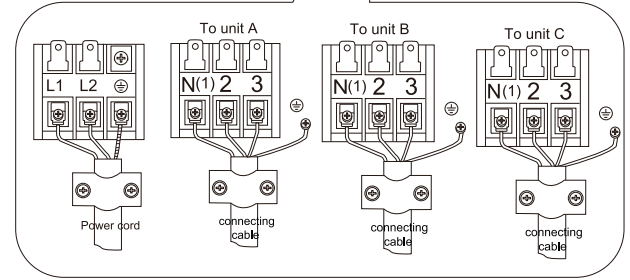 To unit A
To unit B
To unit C
L1 L2
N(1) 2 3
N(1) 2 3
N(1) 2 3
Power cord
connecting
cable
connecting
cable
connecting
cable